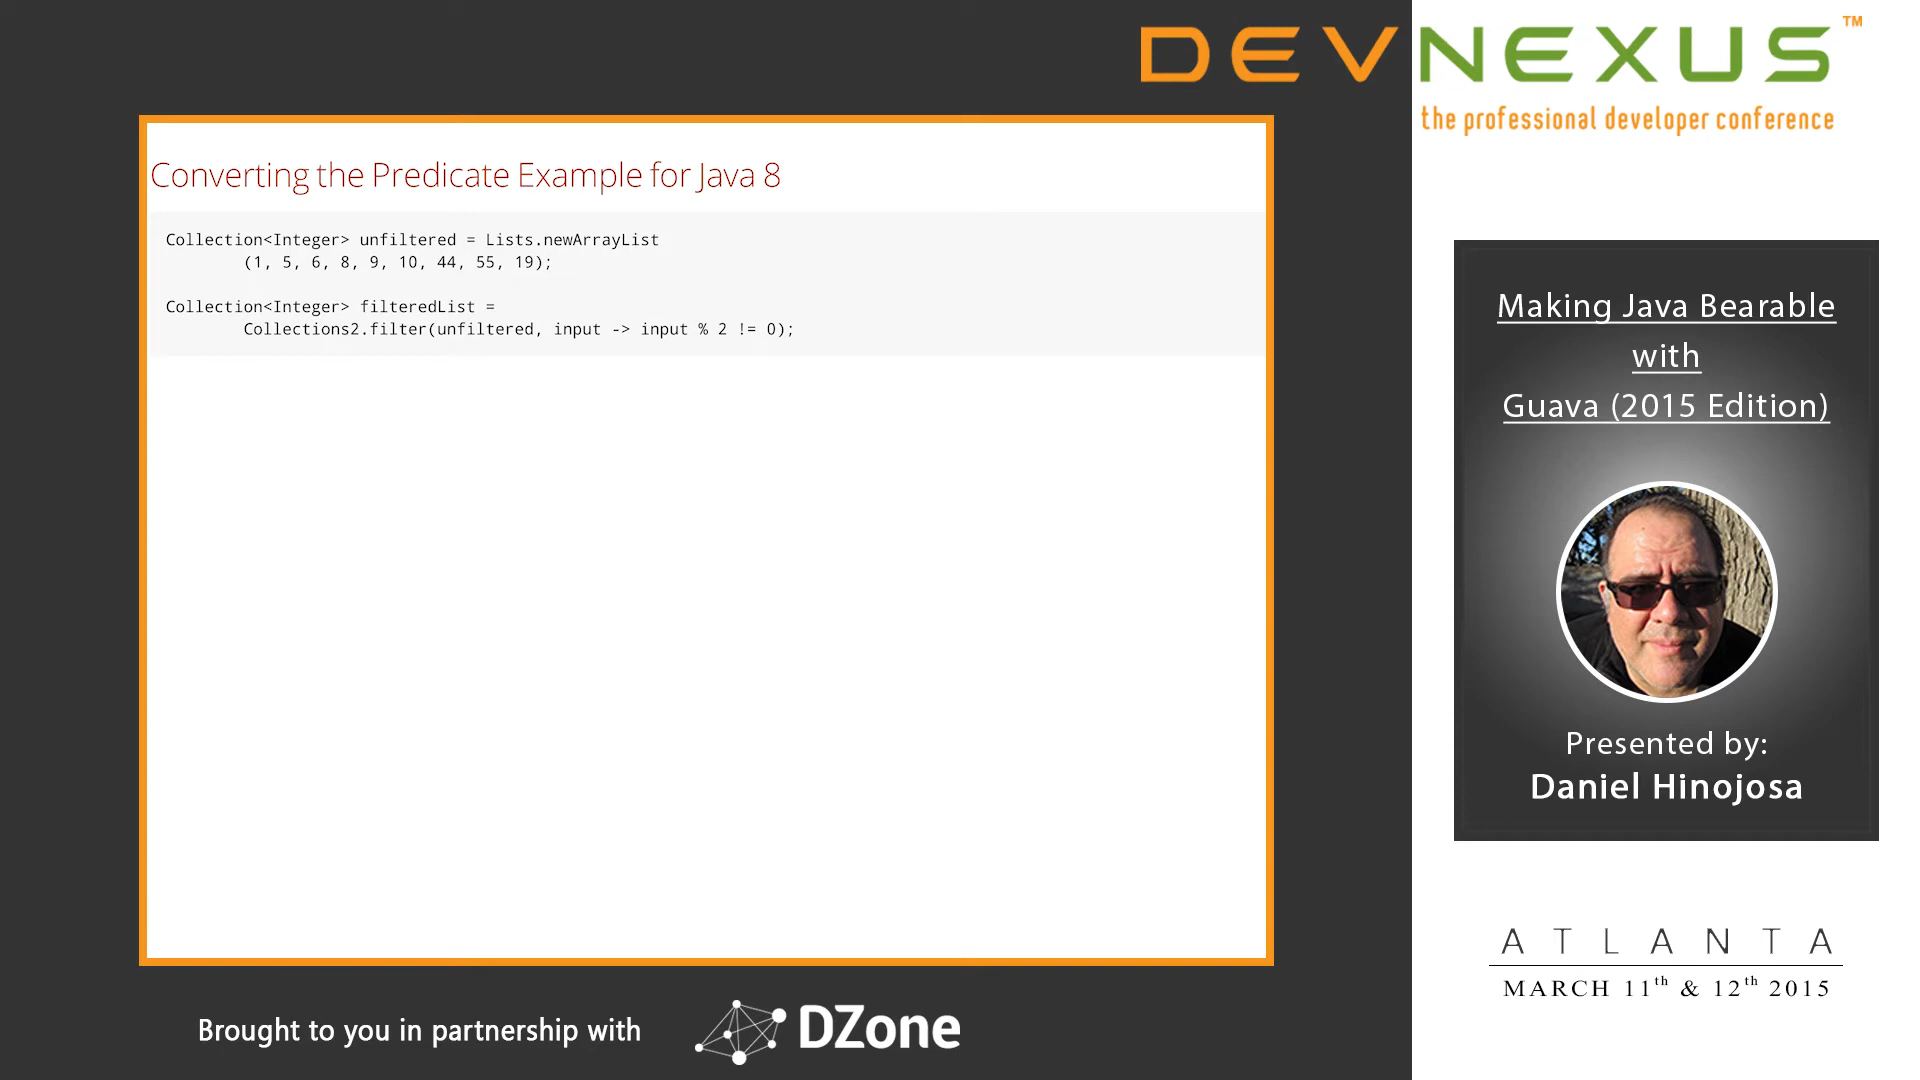 DEVNEXUS™
the professional developer conference
Converting the Predicate Example for Java 8
Collection<Integer> unfiltered = Lists.newArrayList
(1, 5, 6, 8, 9, 10, 44, 55, 19);
Collection<Integer> filteredList =
Collections2.filter(unfiltered, input -> input % 2 != 0);
Making Java Bearable
with
Guava (2015 Edition)
Presented by:
Daniel Hinojosa
ATLANTA
MARCH 11th & 12th 2015
Brought to you in partnership with
DZone